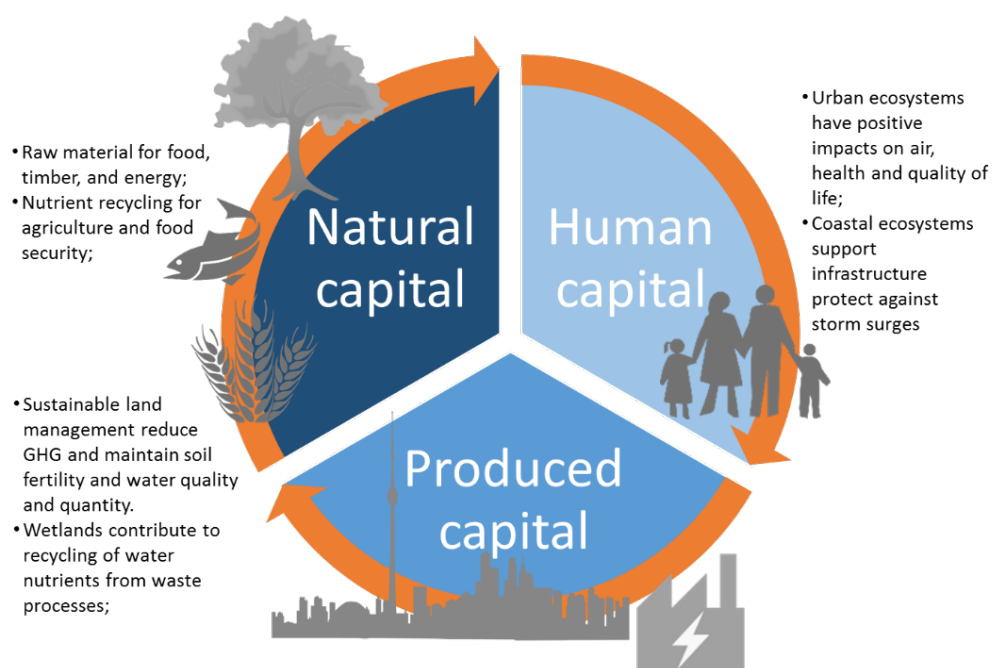 • Raw material for food,
timber, and energy;
• Nutrient recycling for
agriculture and food
security;
• Sustainable land
management reduce
GHG and maintain soil
fertility and water quality
and quantity.
• Wetlands contribute to
recycling of water
nutrients from waste
processes;
Natural
capital
Human
capital
Produced
capital
• Urban ecosystems
have positive
impacts on air,
health and quality of
life;
• Coastal ecosystems
support
infrastructure
protect against
storm surges